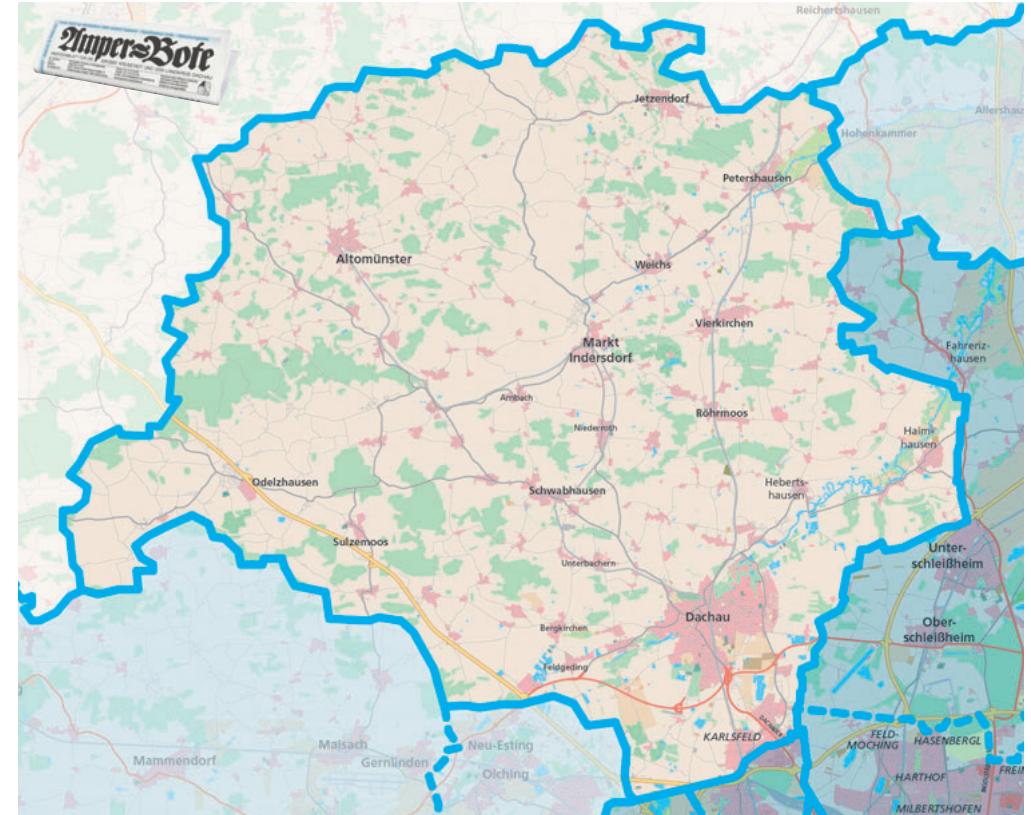 Reichertshausen
Amper-Bote
Jetzendorf
Hohenkammer
Petershausen
Altomünster
Weichs
Vierkirchen
Markt
Indersdorf
Fahrenz-
hausen
Arnbach
Röhrmoos
Niederroth
Haim-
hausen
Odelzhausen
Schwabhausen
Heberts-
hausen
Sulzemoos
Unterbachern
Unter-
schleißheim
Dachau
Ober-
schleißheim
Bergkirchen
Feldgeding
KARLSFELD
FELD-
MOCHING
HASENBERGL
Maisach
Neu-Esting
Mammendorf
Gernlinden
Olching
HARTHOF
MILBERTSHOFEN